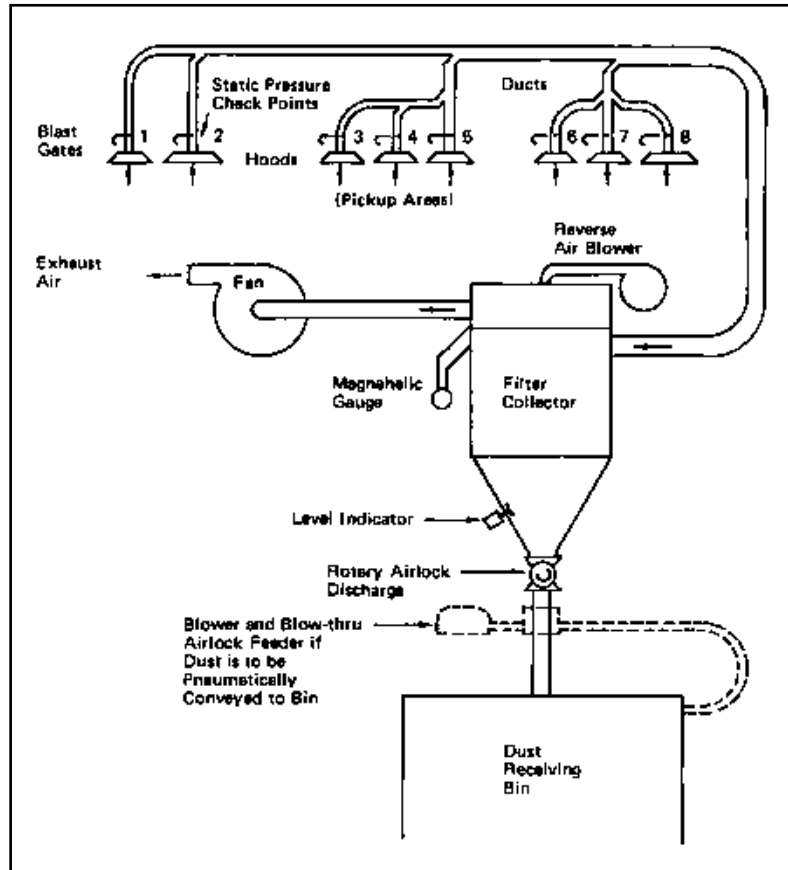 Static Pressure
Check Points
Ducts
Blast
Gates
1
2
3
4
5
6
7
8
Hoods
(Pickup Areas)
Reverse
Air Blower
Exhaust
Air
Fan
Magnahelic
Gauge
Filter
Collector
Level Indicator
Rotary Airlock
Discharge
Blower and Blow-thru
Airlock Feeder if
Dust is to be
Pneumatically
Conveyed to Bin
Dust
Receiving
Bin